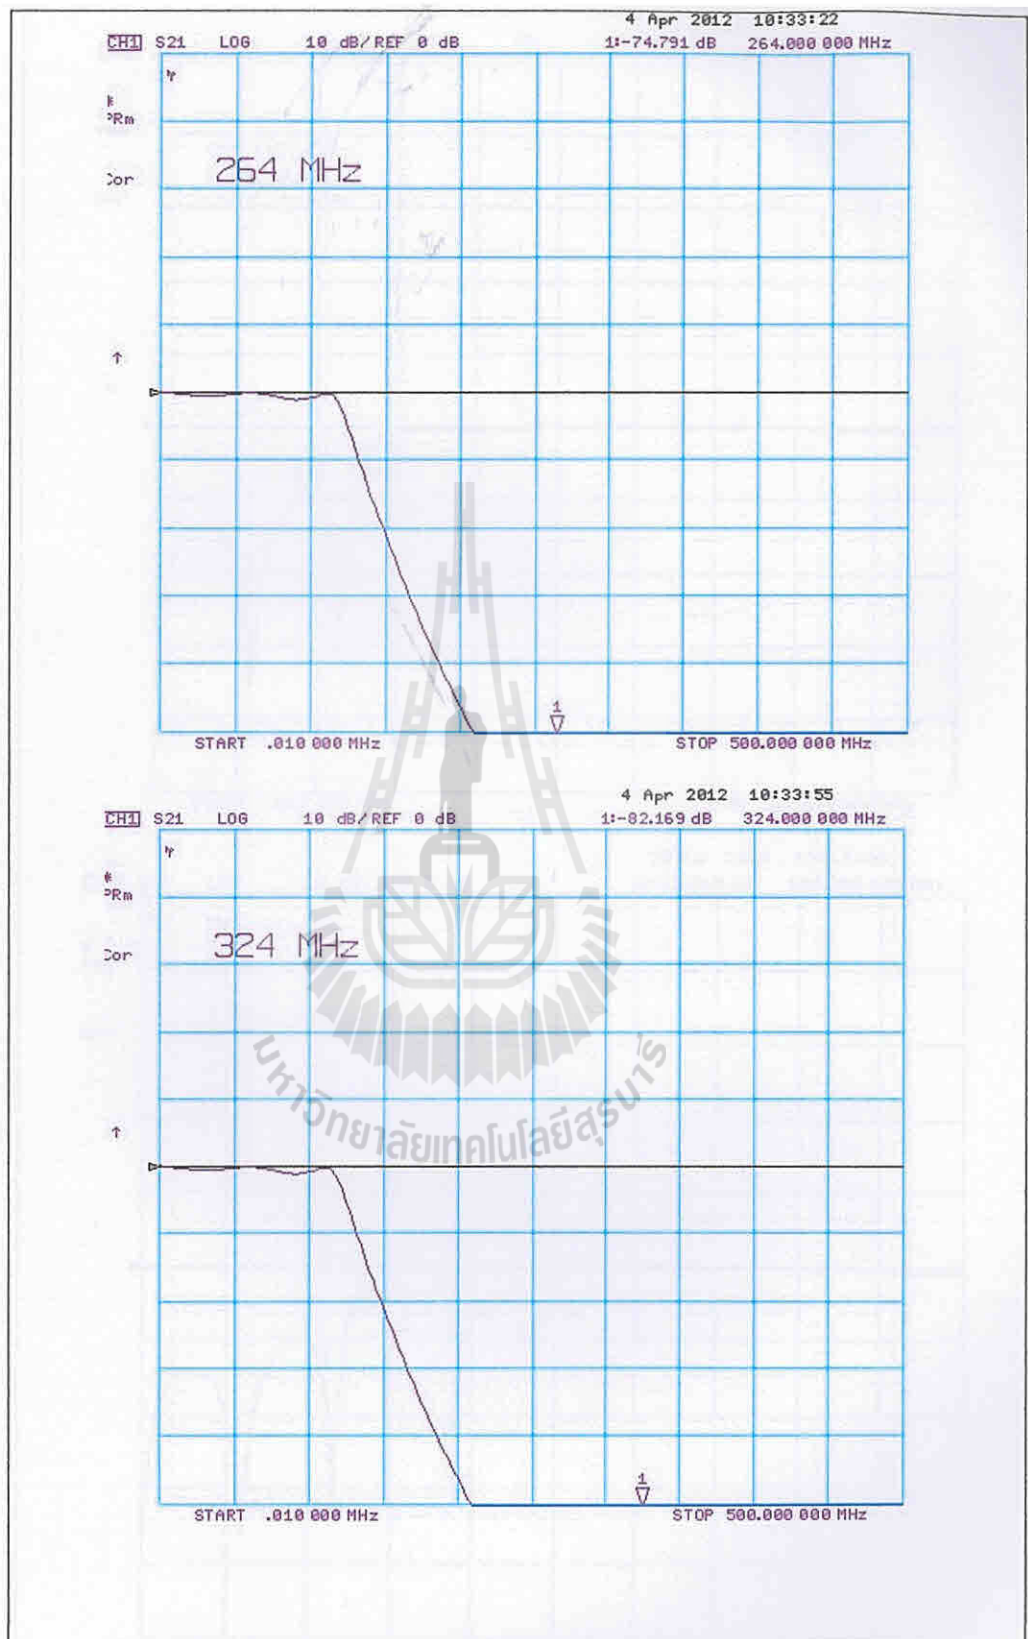 4 Apr 2012 10:33:22
CH1 S21 LOG 10 dB/REF 0 dB 1:-74.791 dB 264.000 000 MHz
PRm
Cor
264 MHz
↑
1
START .010 000 MHz STOP 500.000 000 MHz
4 Apr 2012 10:33:55
CH1 S21 LOG 10 dB/REF 0 dB 1:-82.169 dB 324.000 000 MHz
PRm
Cor
324 MHz
↑
1
START .010 000 MHz STOP 500.000 000 MHz
มหาวิทยาลัยเทคโนโลยีสุรนารี